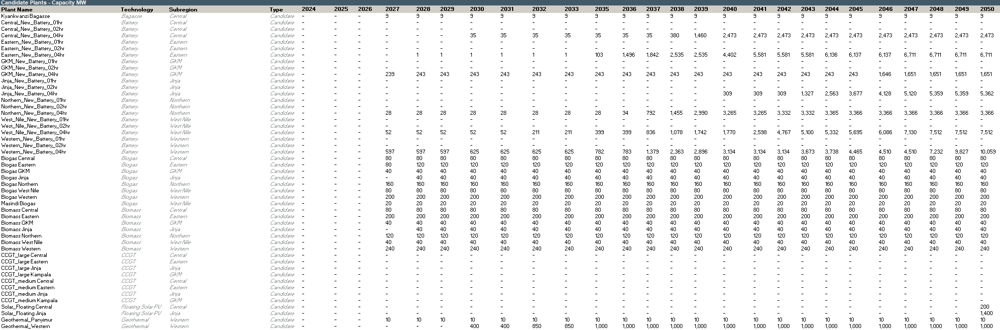 Candidate Plants - Capacity MW
Plant Name Technology Subregion Type 2024 2025 2026 2027 2028 2029 2030 2031 2032 2033 2035 2036 2037 2038 2039 2040 2041 2042 2043 2044 2045 2046 2047 2048 2049 2050
Kyankwanzi Bagasse Bagasse Central Candidate - - - 9 9 9 9 9 9 9 9 9 9 9 9 9 9 9 9 9 9 9 9 9 9 9
Central_New_Battery_01hr Battery Central Candidate - - - - - - - - - - - - - - - - - - - - - - - - - -
Central_New_Battery_02hr Battery Central Candidate - - - - - - - - - - - - - - - - - - - - - - - - - -
Central_New_Battery_04hr Battery Central Candidate - - - - - - 35 35 35 35 35 35 35 380 1,460 2,473 2,473 2,473 2,473 2,473 2,473 2,473 2,473 2,473 2,473 2,473
Eastern_New_Battery_01hr Battery Eastern Candidate - - - - - - - - - - - - - - - - - - - - - - - - - -
Eastern_New_Battery_02hr Battery Eastern Candidate - - - - - - - - - - - - - - - - - - - - - - - - - -
Eastern_New_Battery_04hr Battery Eastern Candidate - - - - 1 1 1 1 1 1 103 1,496 1,842 2,535 2,535 4,402 5,581 5,581 5,581 6,136 6,137 6,137 6,711 6,711 6,711 6,711
GKM_New_Battery_01hr Battery GKM Candidate - - - - - - - - - - - - - - - - - - - - - - - - - -
GKM_New_Battery_02hr Battery GKM Candidate - - - - - - - - - - - - - - - - - - - - - - - - - -
GKM_New_Battery_04hr Battery GKM Candidate - - - 239 243 243 243 243 243 243 243 243 243 243 243 243 243 243 243 243 243 1,646 1,651 1,651 1,651 1,651
Jinja_New_Battery_01hr Battery Jinja Candidate - - - - - - - - - - - - - - - - - - - - - - - - - -
Jinja_New_Battery_02hr Battery Jinja Candidate - - - - - - - - - - - - - - - - - - - - - - - - - -
Jinja_New_Battery_04hr Battery Jinja Candidate - - - - - - - - - - - - - - - 309 309 309 1,327 2,563 3,677 4,128 5,120 5,359 5,359 5,362
Northern_New_Battery_01hr Battery Northern Candidate - - - - - - - - - - - - - - - - - - - - - - - - - -
Northern_New_Battery_02hr Battery Northern Candidate - - - - - - - - - - - - - - - - - - - - - - - - - -
Northern_New_Battery_04hr Battery Northern Candidate - - - 28 28 28 28 28 28 28 28 34 792 1,455 2,990 3,265 3,265 3,332 3,332 3,365 3,366 3,366 3,366 3,366 3,366 3,366
West_Nile_New_Battery_01hr Battery West Nile Candidate - - - - - - - - - - - - - - - - - - - - - - - - - -
West_Nile_New_Battery_02hr Battery West Nile Candidate - - - - - - - - - - - - - - - - - - - - - - - - - -
West_Nile_New_Battery_04hr Battery West Nile Candidate - - - 52 52 52 52 52 211 211 399 399 836 1,078 1,742 1,770 2,598 4,767 5,100 5,332 5,695 6,086 7,130 7,512 7,512 7,512
Western_New_Battery_01hr Battery Western Candidate - - - - - - - - - - - - - - - - - - - - - - - - - -
Western_New_Battery_02hr Battery Western Candidate - - - - - - - - - - - - - - - - - - - - - - - - - -
Western_New_Battery_04hr Battery Western Candidate - - - 597 597 597 625 625 625 625 782 783 1,379 2,363 2,896 3,134 3,134 3,134 3,673 3,738 4,465 4,510 4,510 7,232 9,827 10,059
Biogas Central Biogas Central Candidate - - - 80 80 80 80 80 80 80 80 80 80 80 80 80 80 80 80 80 80 80 80 80 80 80
Biogas Eastern Biogas Eastern Candidate - - - 80 120 120 120 120 120 120 120 120 120 120 120 120 120 120 120 120 120 120 120 120 120 120
Biogas GKM Biogas GKM Candidate - - - 40 40 40 40 40 40 40 40 40 40 40 40 40 40 40 40 40 40 40 40 40 40 40
Biogas Jinja Biogas Jinja Candidate - - - - 40 40 40 40 40 40 40 40 40 40 40 40 40 40 40 40 40 40 40 40 40 40
Biogas Northern Biogas Northern Candidate - - - 160 160 160 160 160 160 160 160 160 160 160 160 160 160 160 160 160 160 160 160 160 160 160
Biogas West Nile Biogas West Nile Candidate - - - 80 80 80 80 80 80 80 80 80 80 80 80 80 80 80 80 80 80 80 80 80 80 80
Biogas Western Biogas Western Candidate - - - 200 200 200 200 200 200 200 200 200 200 200 200 200 200 200 200 200 200 200 200 200 200 200
Masindi Biogas Biogas West Nile Candidate - - - 20 20 20 20 20 20 20 20 20 20 20 20 20 20 20 20 20 20 20 20 20 20 20
Biomass Central Biomass Central Candidate - - - 80 80 80 80 80 80 80 80 80 80 80 80 80 80 80 80 80 80 80 80 80 80 80
Biomass Eastern Biomass Eastern Candidate - - - 200 200 200 200 200 200 200 200 200 200 200 200 200 200 200 200 200 200 200 200 200 200 200
Biomass GKM Biomass GKM Candidate - - - 40 40 40 40 40 40 40 40 40 40 40 40 40 40 40 40 40 40 40 40 40 40 40
Biomass Jinja Biomass Jinja Candidate - - - - 40 40 40 40 40 40 40 40 40 40 40 40 40 40 40 40 40 40 40 40 40 40
Biomass Northern Biomass Northern Candidate - - - 120 120 120 120 120 120 120 120 120 120 120 120 120 120 120 120 120 120 120 120 120 120 120
Biomass West Nile Biomass West Nile Candidate - - - 40 40 40 40 40 40 40 40 40 40 40 40 40 40 40 40 40 40 40 40 40 40 40
Biomass Western Biomass Western Candidate - - - 240 240 240 240 240 240 240 240 240 240 240 240 240 240 240 240 240 240 240 240 240 240 240
CCGT_large Central CCGT Central Candidate - - - - - - - - - - - - - - - - - - - - - - - - - -
CCGT_large Eastern CCGT Eastern Candidate - - - - - - - - - - - - - - - - - - - - - - - - - -
CCGT_large Jinja CCGT Jinja Candidate - - - - - - - - - - - - - - - - - - - - - - - - - -
CCGT_large Kampala CCGT GKM Candidate - - - - - - - - - - - - - - - - - - - - - - - - - -
CCGT_medium Central CCGT Central Candidate - - - - - - - - - - - - - - - - - - - - - - - - - -
CCGT_medium Eastern CCGT Eastern Candidate - - - - - - - - - - - - - - - - - - - - - - - - - -
CCGT_medium Jinja CCGT Jinja Candidate - - - - - - - - - - - - - - - - - - - - - - - - - -
CCGT_medium Kampala CCGT GKM Candidate - - - - - - - - - - - - - - - - - - - - - - - - - -
Solar_Floating Central Floating Solar PV Central Candidate - - - - - - - - - - - - - - - - - - - - - - - - - 200
Solar_Floating Jinja Floating Solar PV Jinja Candidate - - - - - - - - - - - - - - - - - - - - - - - - - 1,400
Geothermal_Panyimur Geothermal Western Candidate - - - 10 10 10 10 10 10 10 10 10 10 10 10 10 10 10 10 10 10 10 10 10 10 10
Geothermal_Western Geothermal Western Candidate - - - - - - 400 400 850 850 1,000 1,000 1,000 1,000 1,000 1,000 1,000 1,000 1,000 1,000 1,000 1,000 1,000 1,000 1,000 1,000